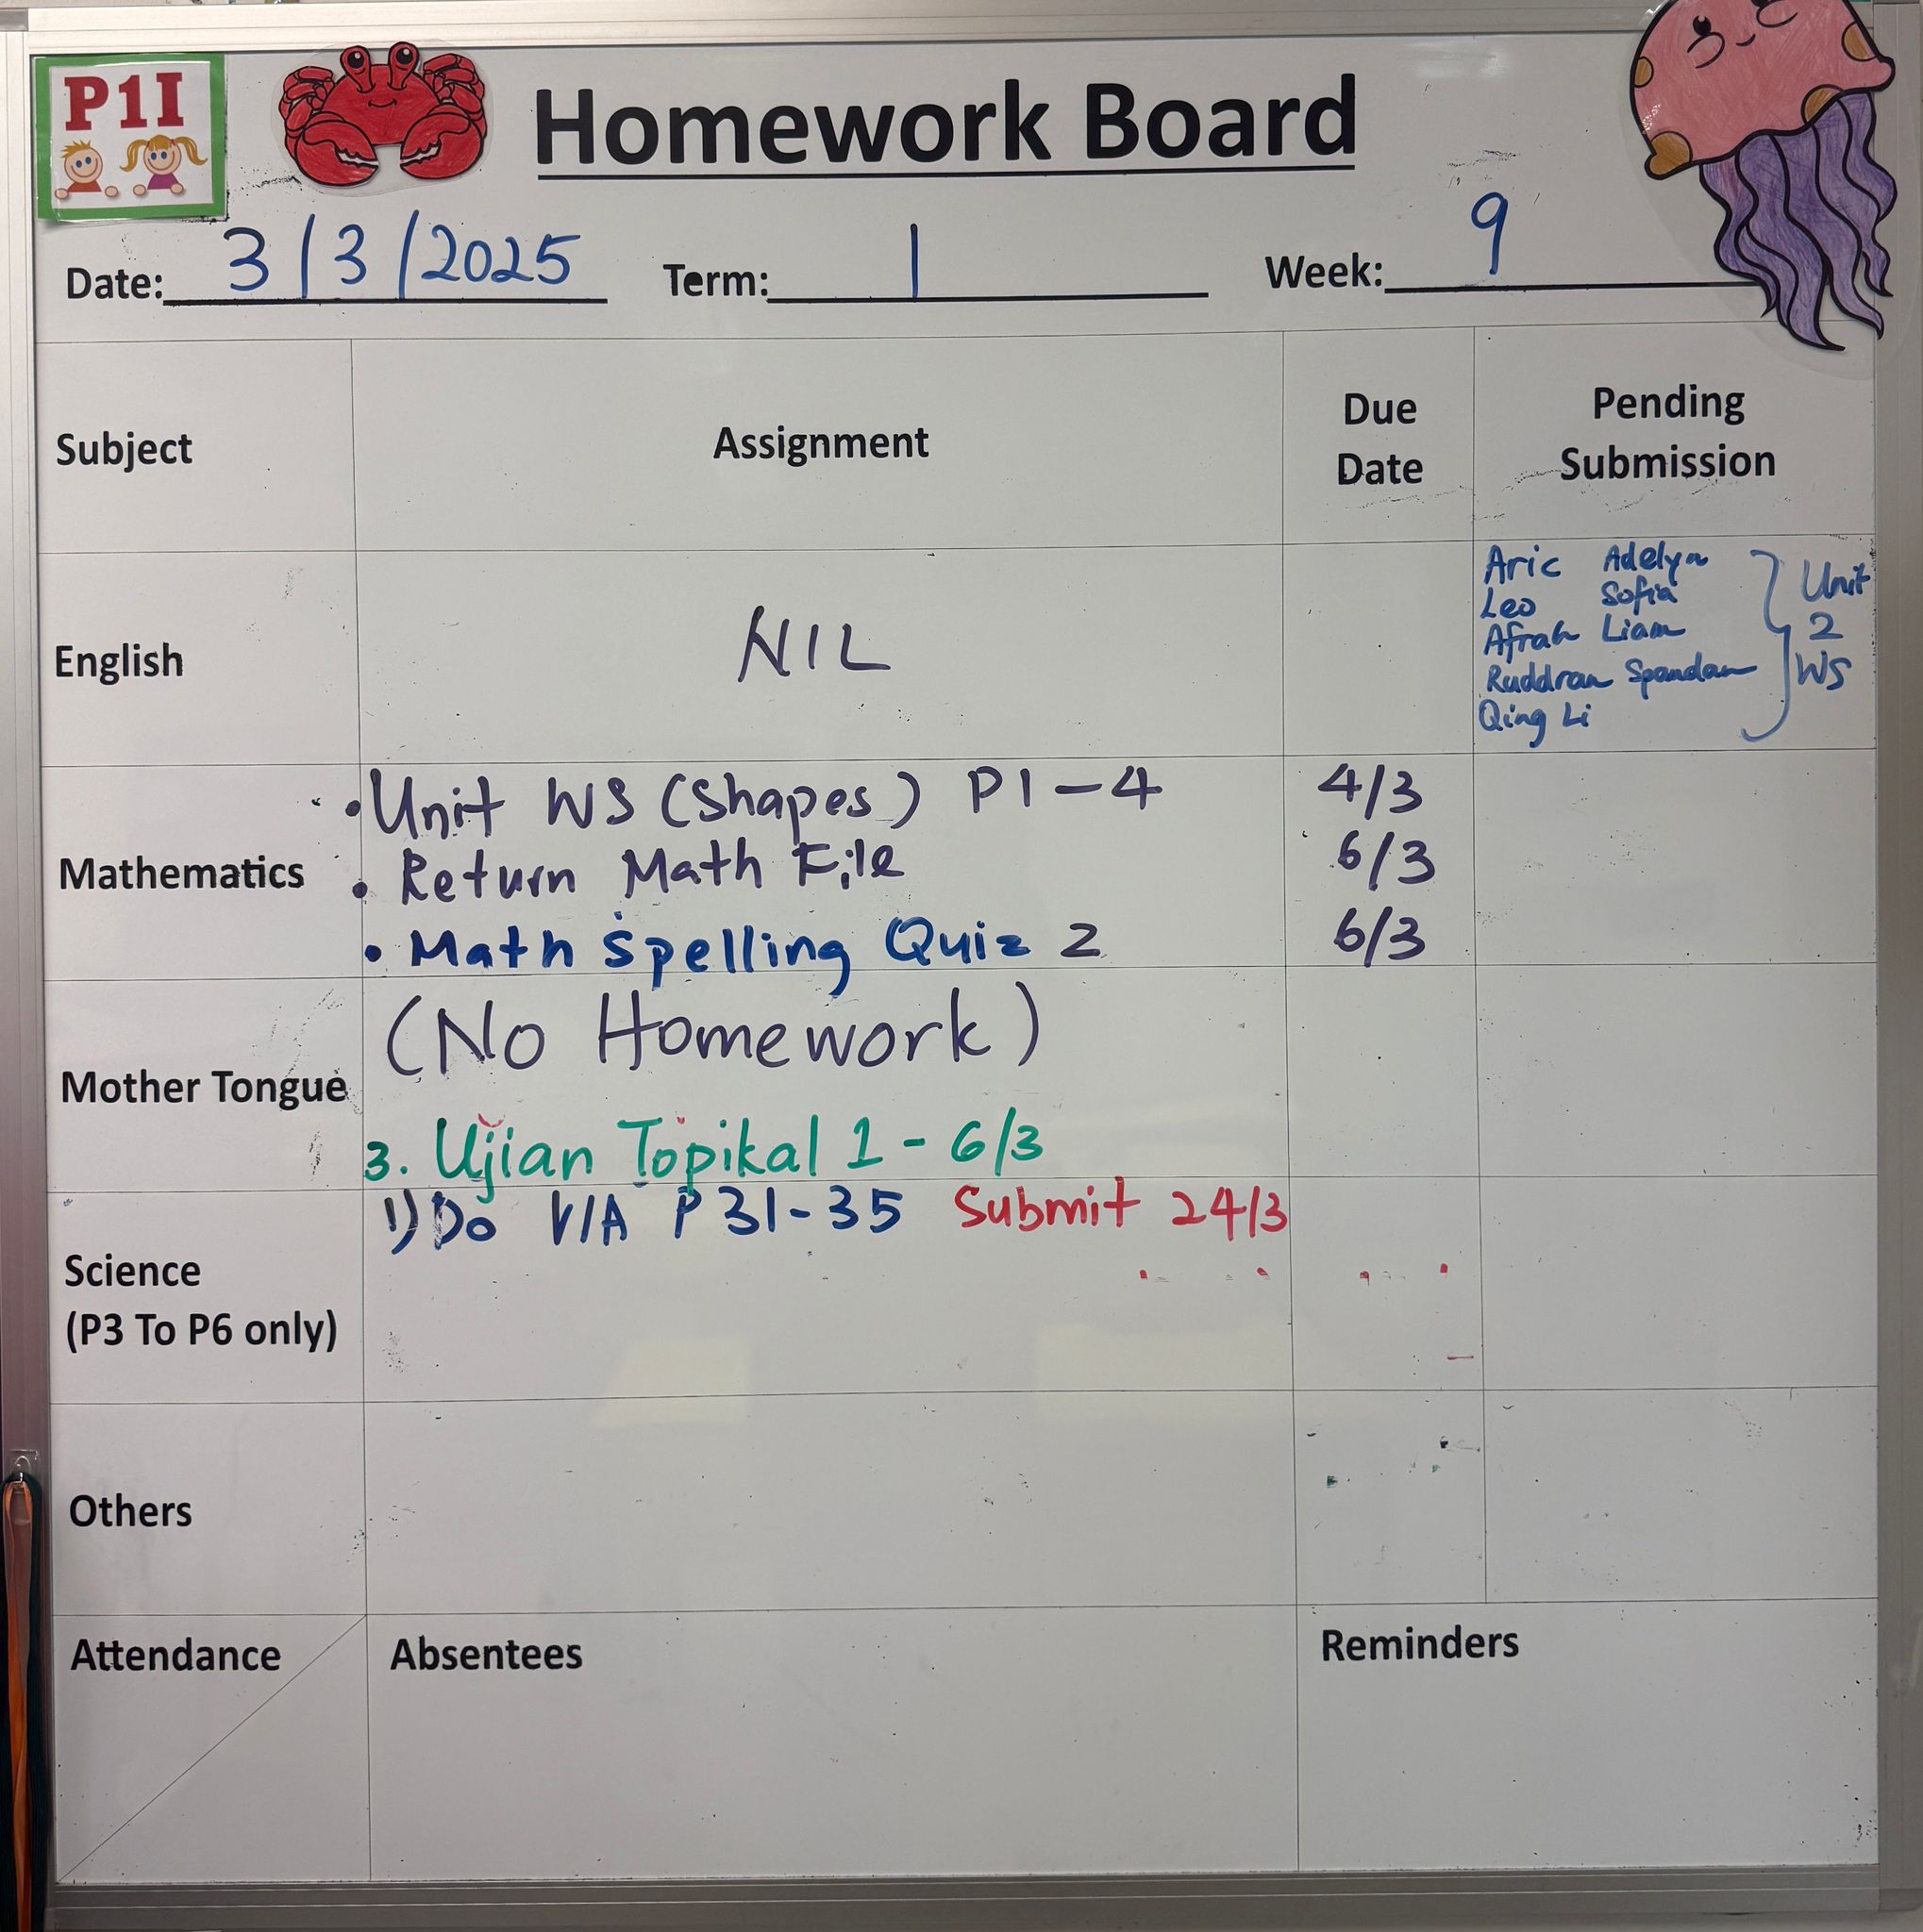 P1I
Homework Board
Date: 3/3/2025 Term: 1 Week: 9
Subject Assignment Due Date Pending Submission
English NIL
Aric Adelyn
Leo Sofia
Afrah Liam
Ruddran Spandan
Qing Li
Unit
2
WS
Mathematics
• Unit WS (Shapes) P1-4 4/3
• Return Math File 6/3
• Math Spelling Quiz 2 6/3
Mother Tongue
(No Homework)
3. Ujian Topikal 1 - 6/3
Science
(P3 To P6 only)
1) Do V/A P31-35 Submit 24/3
Others
Attendance Absentees Reminders